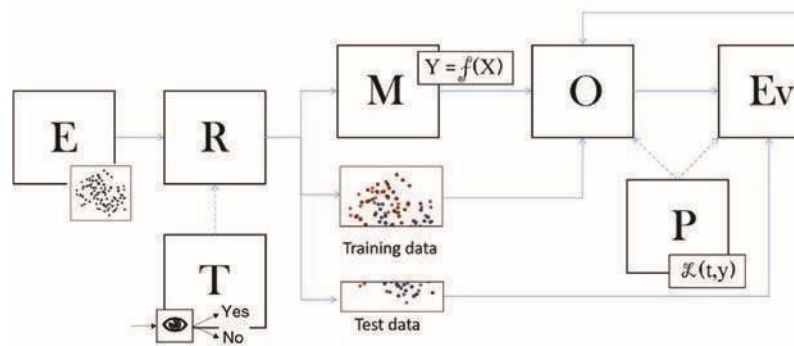 E
R
T
Yes
No
M
Y = f(X)
Training data
Test data
O
Ev
P
ℒ(t,y)